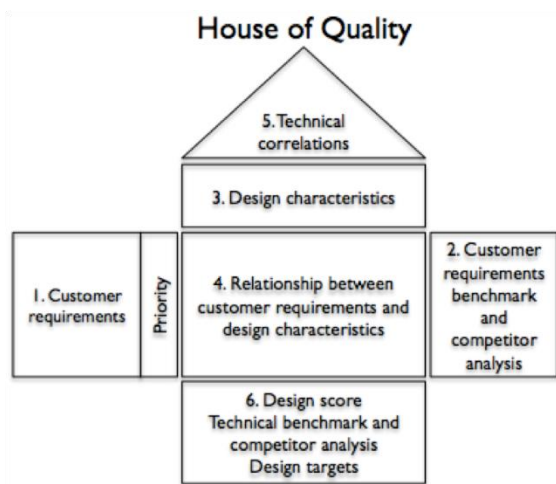 House of Quality
5. Technical
correlations
3. Design characteristics
1. Customer
requirements
Priority
4. Relationship between
customer requirements and
design characteristics
2. Customer
requirements
benchmark
and
competitor
analysis
6. Design score
Technical benchmark and
competitor analysis
Design targets